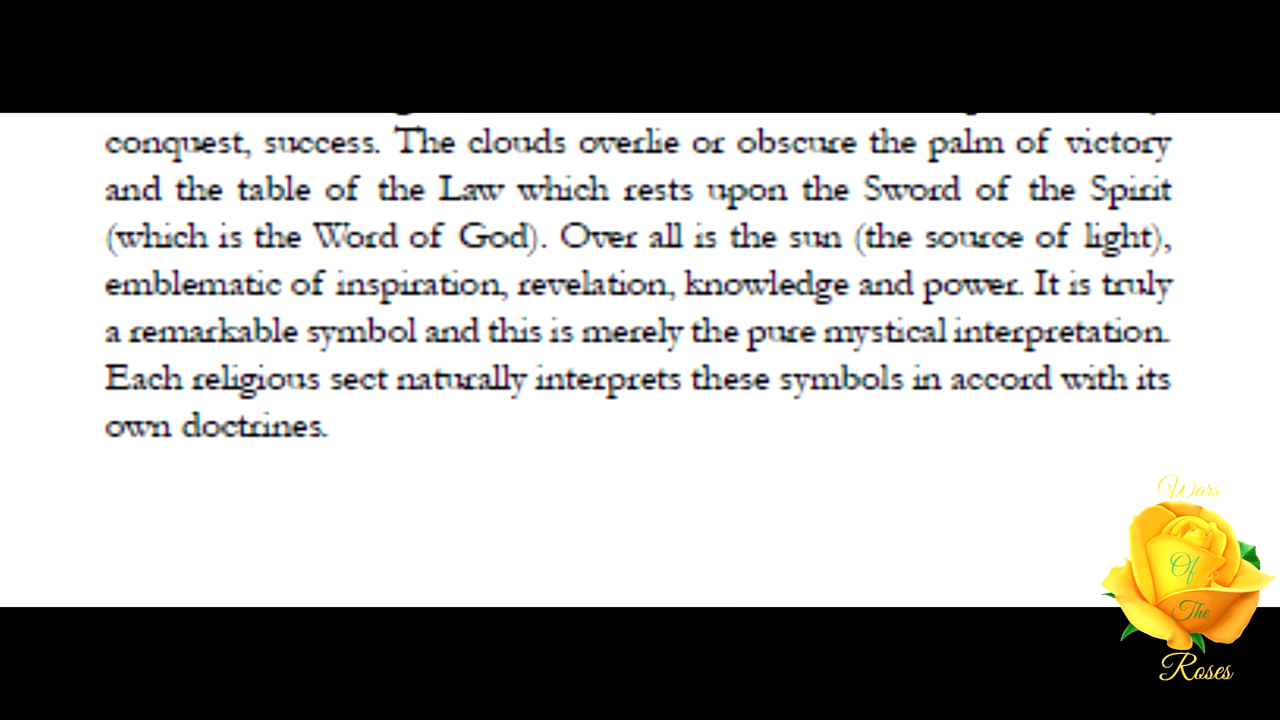 conquest, success. The clouds overlie or obscure the palm of victory
and the table of the Law which rests upon the Sword of the Spirit
(which is the Word of God). Over all is the sun (the source of light),
emblematic of inspiration, revelation, knowledge and power. It is truly
a remarkable symbol and this is merely the pure mystical interpretation.
Each religious sect naturally interprets these symbols in accord with its
own doctrines.
Wars
Of
The
Roses